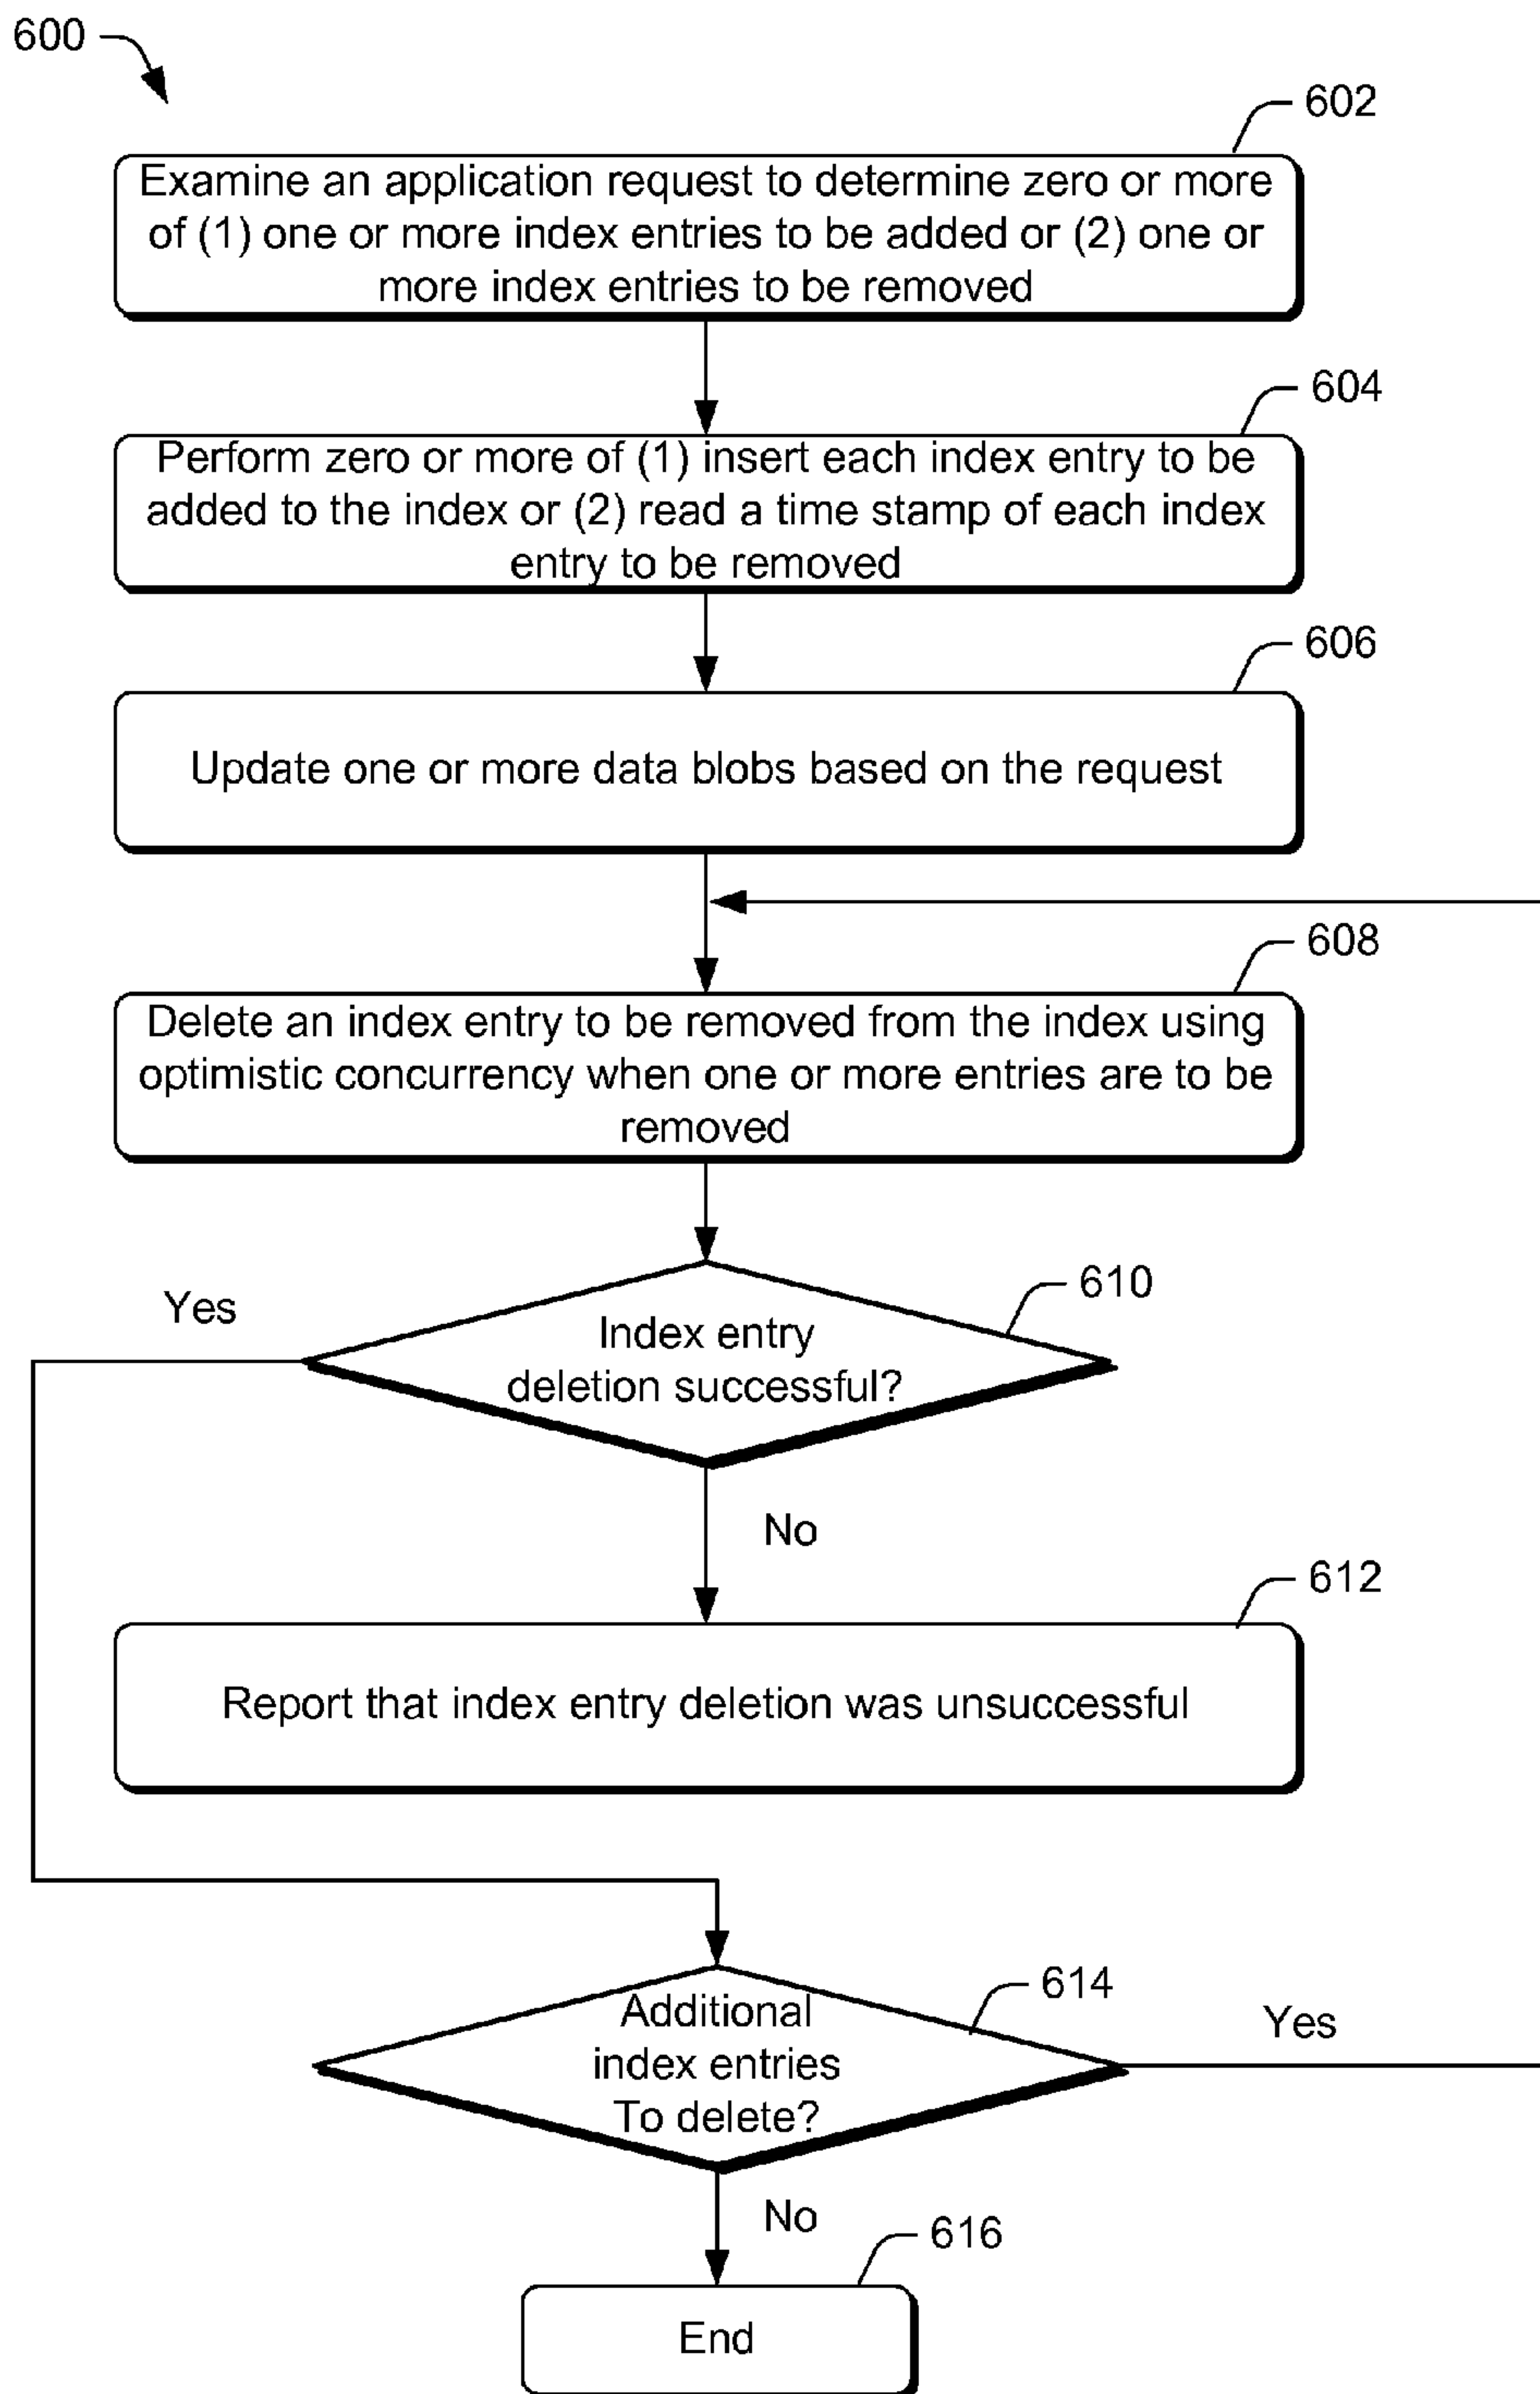 600
602
Examine an application request to determine zero or more
of (1) one or more index entries to be added or (2) one or
more index entries to be removed
604
Perform zero or more of (1) insert each index entry to be
added to the index or (2) read a time stamp of each index
entry to be removed
606
Update one or more data blobs based on the request
608
Delete an index entry to be removed from the index using
optimistic concurrency when one or more entries are to be
removed
610
Yes
Index entry
deletion successful?
No
612
Report that index entry deletion was unsuccessful
614
Additional
index entries
To delete?
Yes
No
616
End